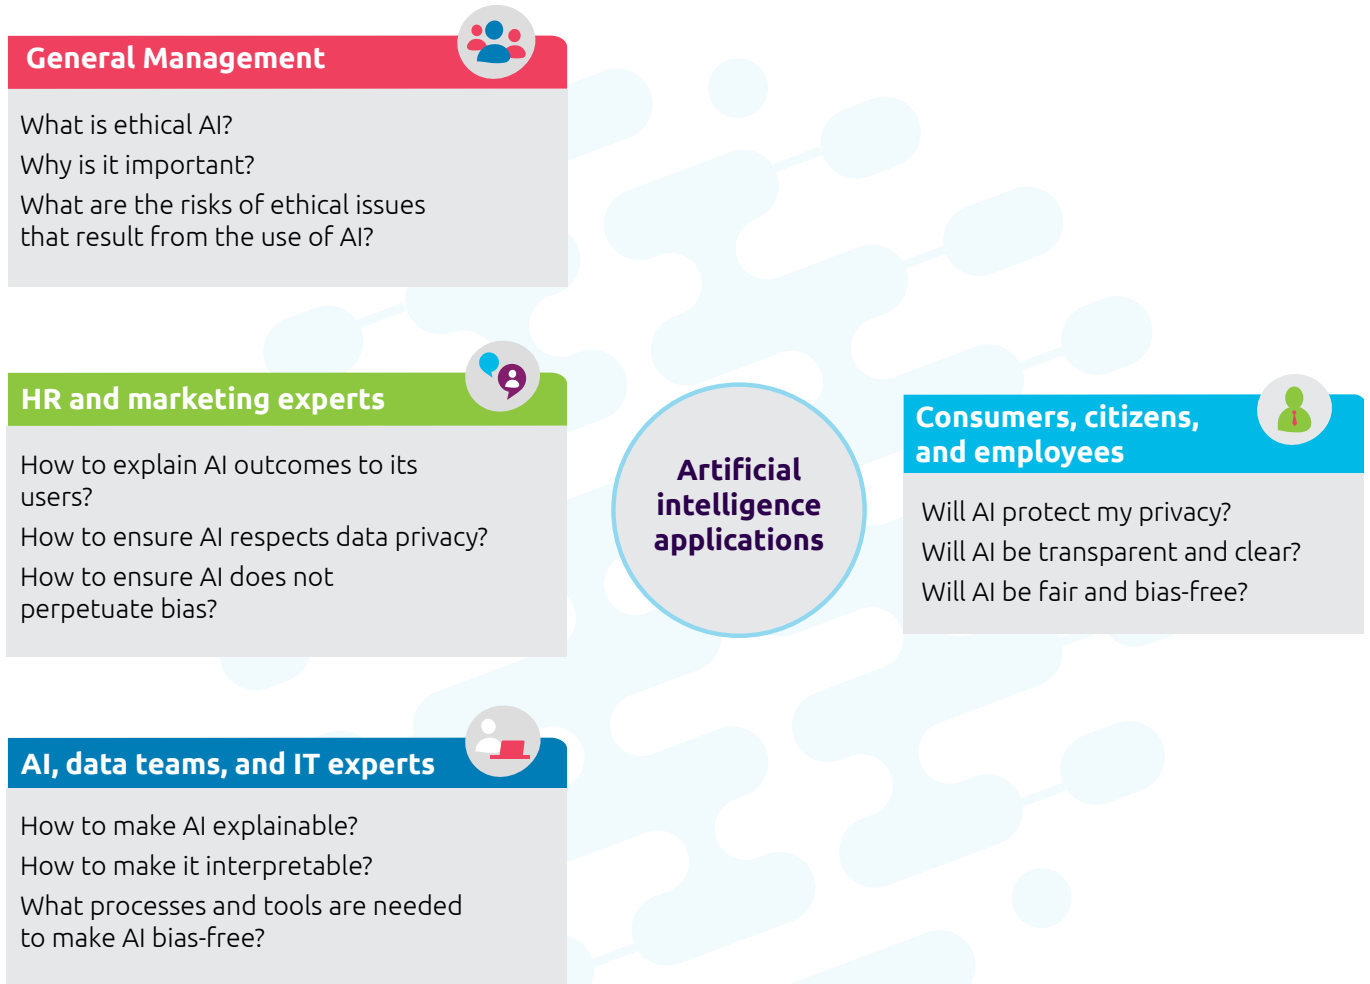 General Management
What is ethical AI?
Why is it important?
What are the risks of ethical issues
that result from the use of AI?
HR and marketing experts
How to explain AI outcomes to its
users?
How to ensure AI respects data privacy?
How to ensure AI does not
perpetuate bias?
AI, data teams, and IT experts
How to make AI explainable?
How to make it interpretable?
What processes and tools are needed
to make AI bias-free?
Artificial
intelligence
applications
Consumers, citizens,
and employees
Will AI protect my privacy?
Will AI be transparent and clear?
Will AI be fair and bias-free?